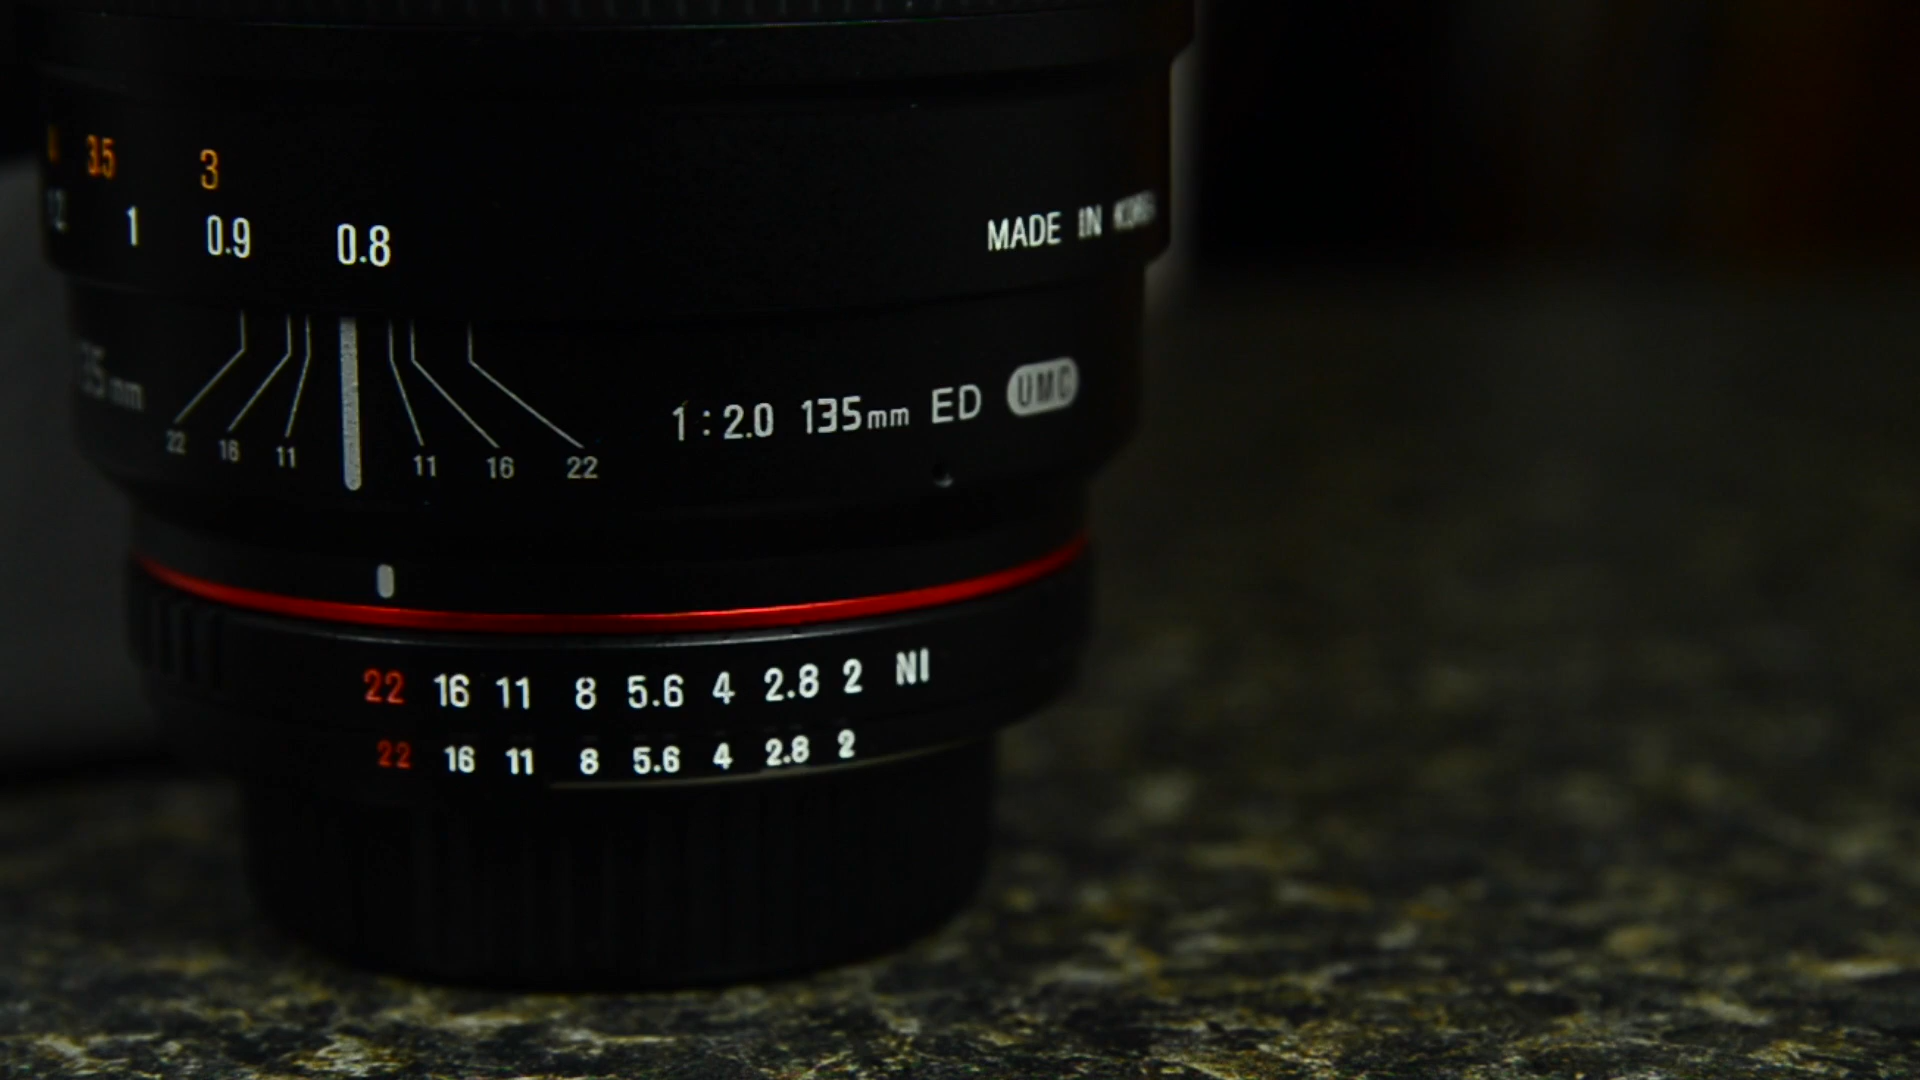 3.5 3
1 0.9 0.8
MADE IN KOREA
22 16 11 11 16 22
1:2.0 135mm ED UMC
22 16 11 8 5.6 4 2.8 2 NI
22 16 11 8 5.6 4 2.8 2